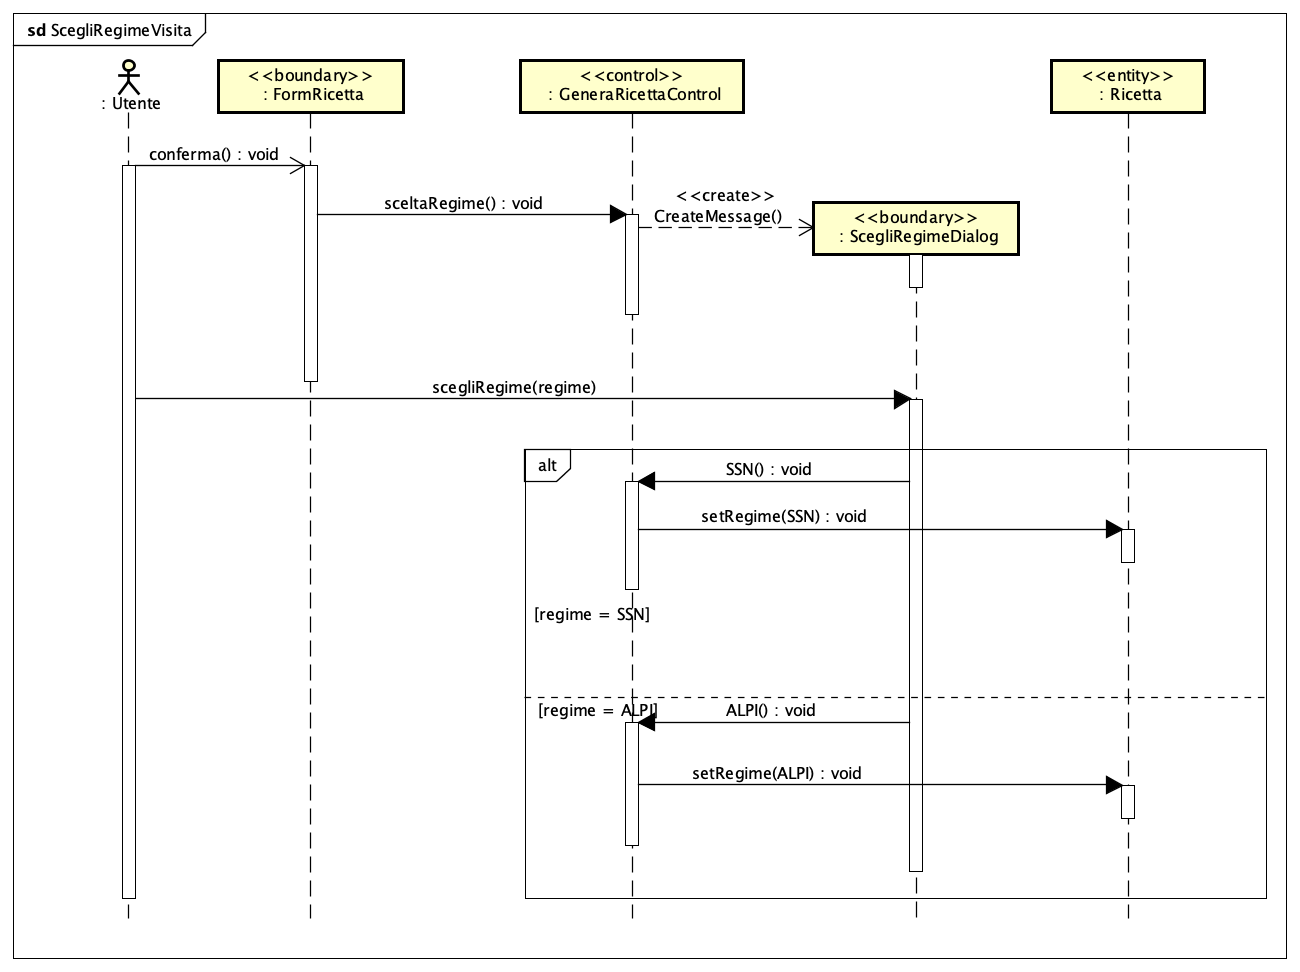 sd ScegliRegimeVisita
: Utente
<<boundary>>
: FormRicetta
<<control>>
: GeneraRicettaControl
<<entity>>
: Ricetta
conferma() : void
sceltaRegime() : void
<<create>>
CreateMessage()
<<boundary>>
: ScegliRegimeDialog
scegliRegime(regime)
alt
SSN() : void
setRegime(SSN) : void
[regime = SSN]
[regime = ALPI]
ALPI() : void
setRegime(ALPI) : void